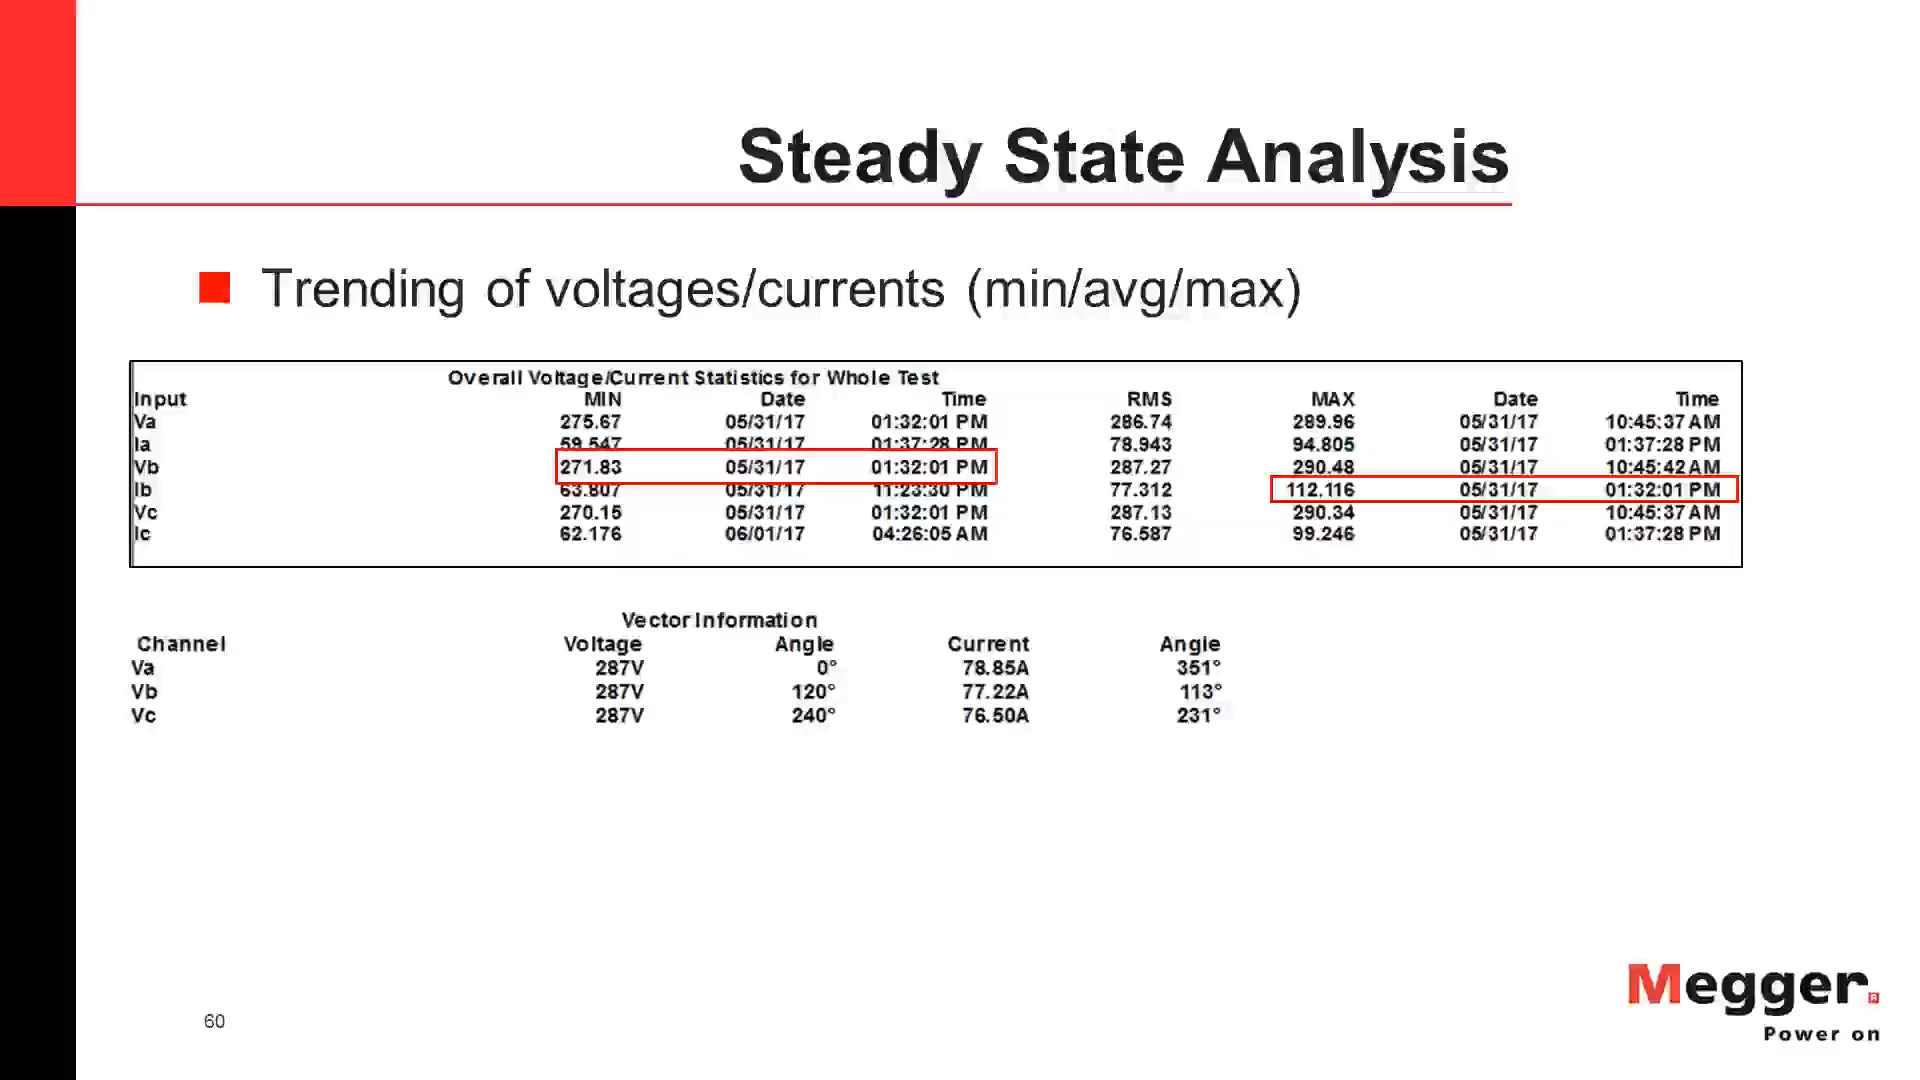 Steady State Analysis
Trending of voltages/currents (min/avg/max)
Overall Voltage/Current Statistics for Whole Test
Input MIN Date Time RMS MAX Date Time
Va 275.67 05/31/17 01:32:01 PM 286.74 289.96 05/31/17 10:45:37 AM
Ia 59.547 05/31/17 01:37:28 PM 78.943 94.805 05/31/17 01:37:28 PM
Vb 271.83 05/31/17 01:32:01 PM 287.27 290.48 05/31/17 10:45:42 AM
Ib 63.807 05/31/17 11:23:30 PM 77.312 112.116 05/31/17 01:32:01 PM
Vc 270.15 05/31/17 01:32:01 PM 287.13 290.34 05/31/17 10:45:37 AM
Ic 62.176 06/01/17 04:26:05 AM 76.587 99.246 05/31/17 01:37:28 PM
Vector Information
Channel Voltage Angle Current Angle
Va 287V 0° 78.85A 351°
Vb 287V 120° 77.22A 113°
Vc 287V 240° 76.50A 231°
Megger®
Power on
60